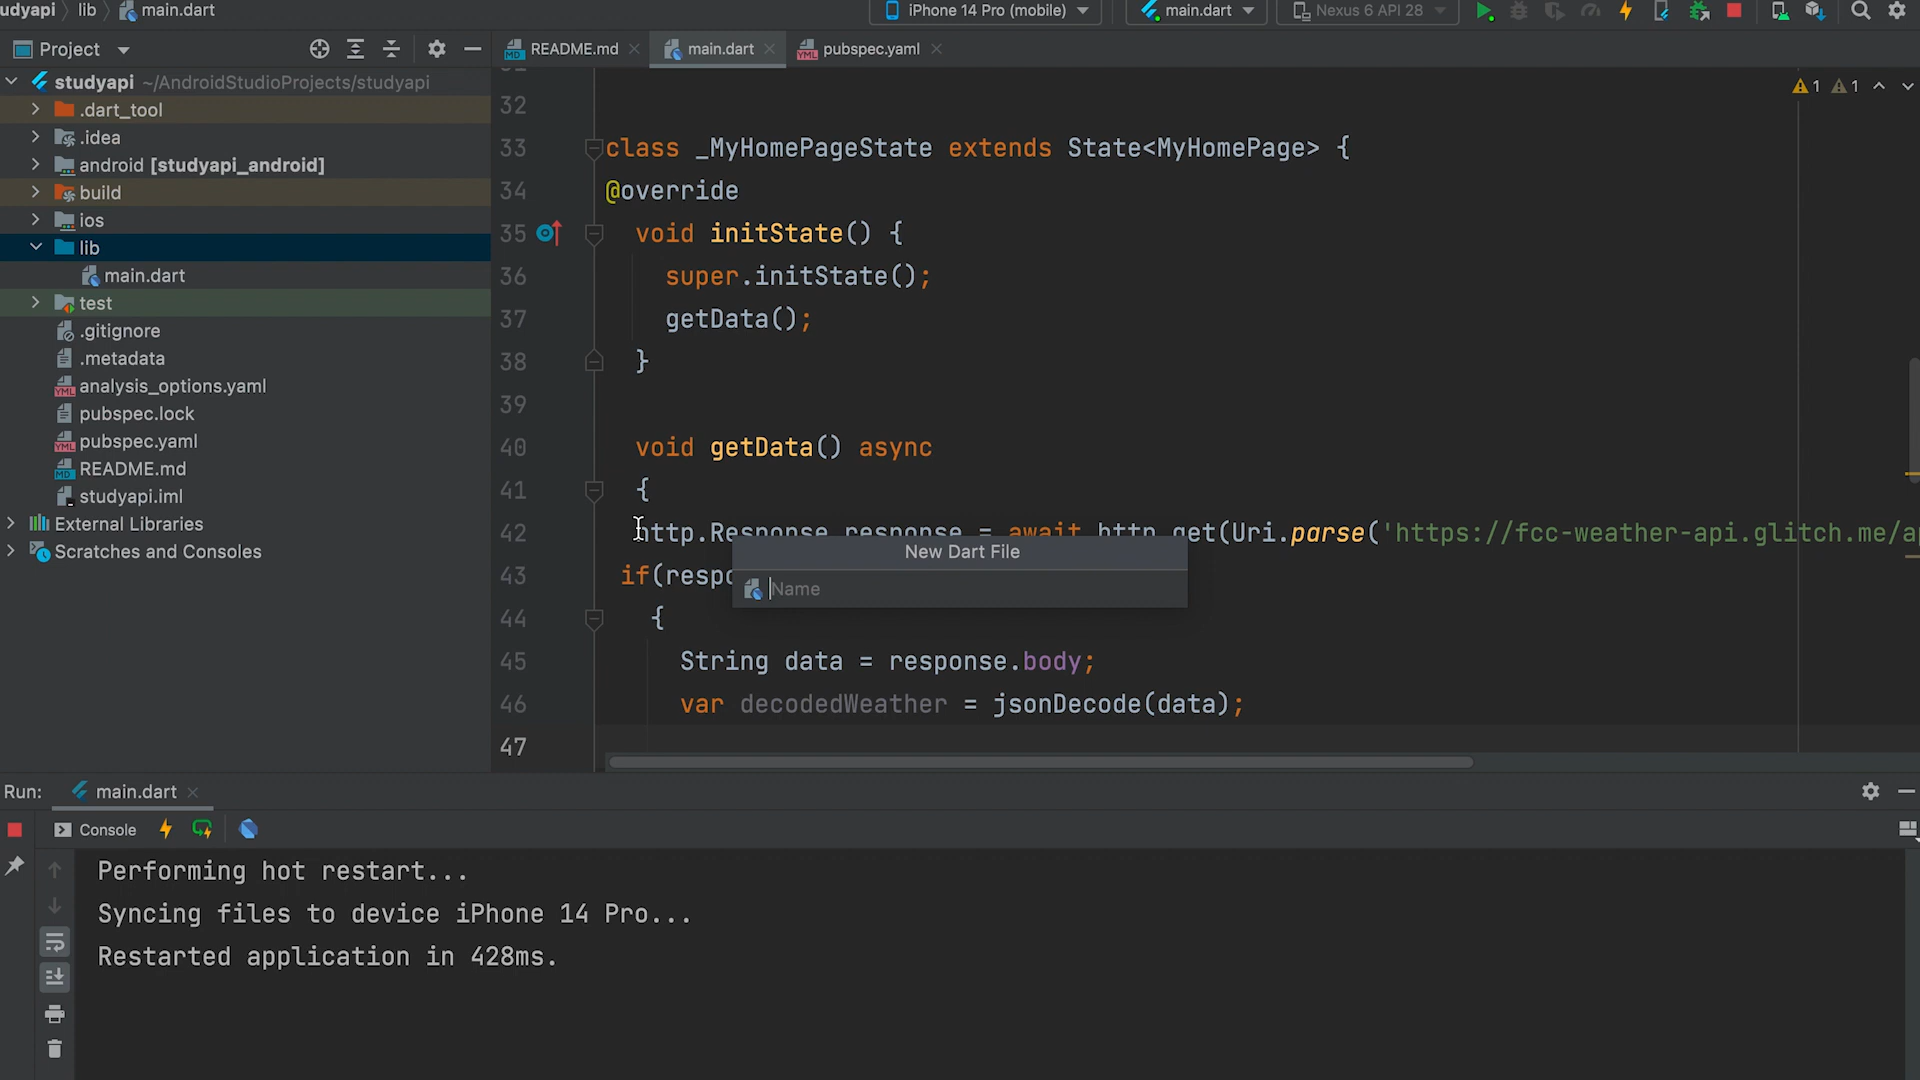 udyapi lib main.dart
iPhone 14 Pro (mobile) main.dart Nexus 6 API 28
Project
README.md main.dart pubspec.yaml
studyapi ~/AndroidStudioProjects/studyapi
.dart_tool
.idea
android [studyapi_android]
build
ios
lib
main.dart
test
.gitignore
.metadata
analysis_options.yaml
pubspec.lock
pubspec.yaml
README.md
studyapi.iml
External Libraries
Scratches and Consoles
1 1
32
33 class _MyHomePageState extends State<MyHomePage> {
34 @override
35 void initState() {
36 super.initState();
37 getData();
38 }
39
40 void getData() async
41 {
42 http.Response response = await http.get(Uri.parse('https://fcc-weather-api.glitch.me/ap
43 if(respo
44 {
45 String data = response.body;
46 var decodedWeather = jsonDecode(data);
47
New Dart File
Name
Run: main.dart
Console
Performing hot restart...
Syncing files to device iPhone 14 Pro...
Restarted application in 428ms.